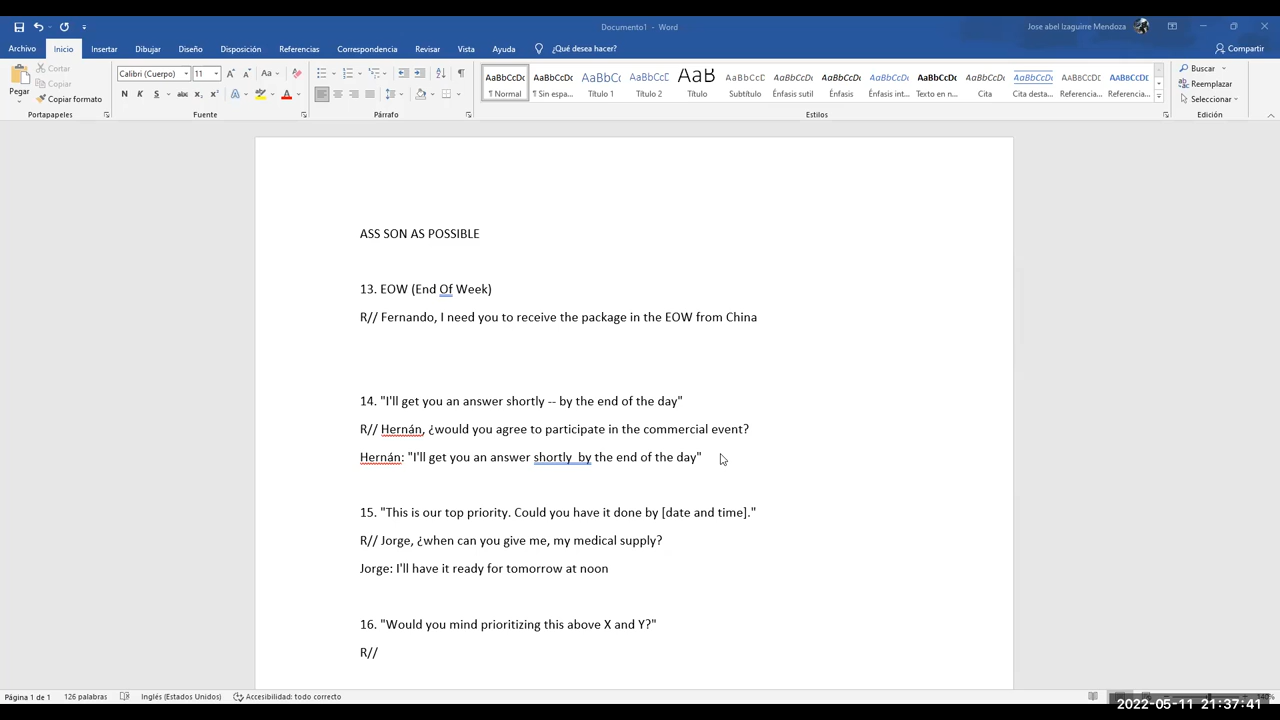 Documento1 - Word
Jose abel Izaguirre Mendoza
Archivo Inicio Insertar Dibujar Diseño Disposición Referencias Correspondencia Revisar Vista Ayuda ¿Qué desea hacer? Compartir
Pegar
Cortar
Copiar
Copiar formato
Portapapeles
Calibri (Cuerpo) 11
N K S
Fuente
Párrafo
AaBbCcDc AaBbCcDc AaBbCc AaBbCcC AaB AaBbCcC AaBbCcDc AaBbCcDc AaBbCcDc AaBbCcDc AaBbCcDc AaBbCcDc AaBbCcDc AaBbCcDc
¶ Normal ¶ Sin espa... Título 1 Título 2 Título Subtítulo Énfasis sutil Énfasis Énfasis int... Texto en n... Cita Cita desta... Referencia... Referencia...
Estilos
Buscar
Reemplazar
Seleccionar
Edición
ASS SON AS POSSIBLE
13. EOW (End Of Week)
R// Fernando, I need you to receive the package in the EOW from China
14. "I'll get you an answer shortly -- by the end of the day"
R// Hernán, ¿would you agree to participate in the commercial event?
Hernán: "I'll get you an answer shortly  by the end of the day"
15. "This is our top priority. Could you have it done by [date and time]."
R// Jorge, ¿when can you give me, my medical supply?
Jorge: I'll have it ready for tomorrow at noon
16. "Would you mind prioritizing this above X and Y?"
R//
Página 1 de 1 126 palabras Inglés (Estados Unidos) Accesibilidad: todo correcto 140%
2022-05-11 21:37:41